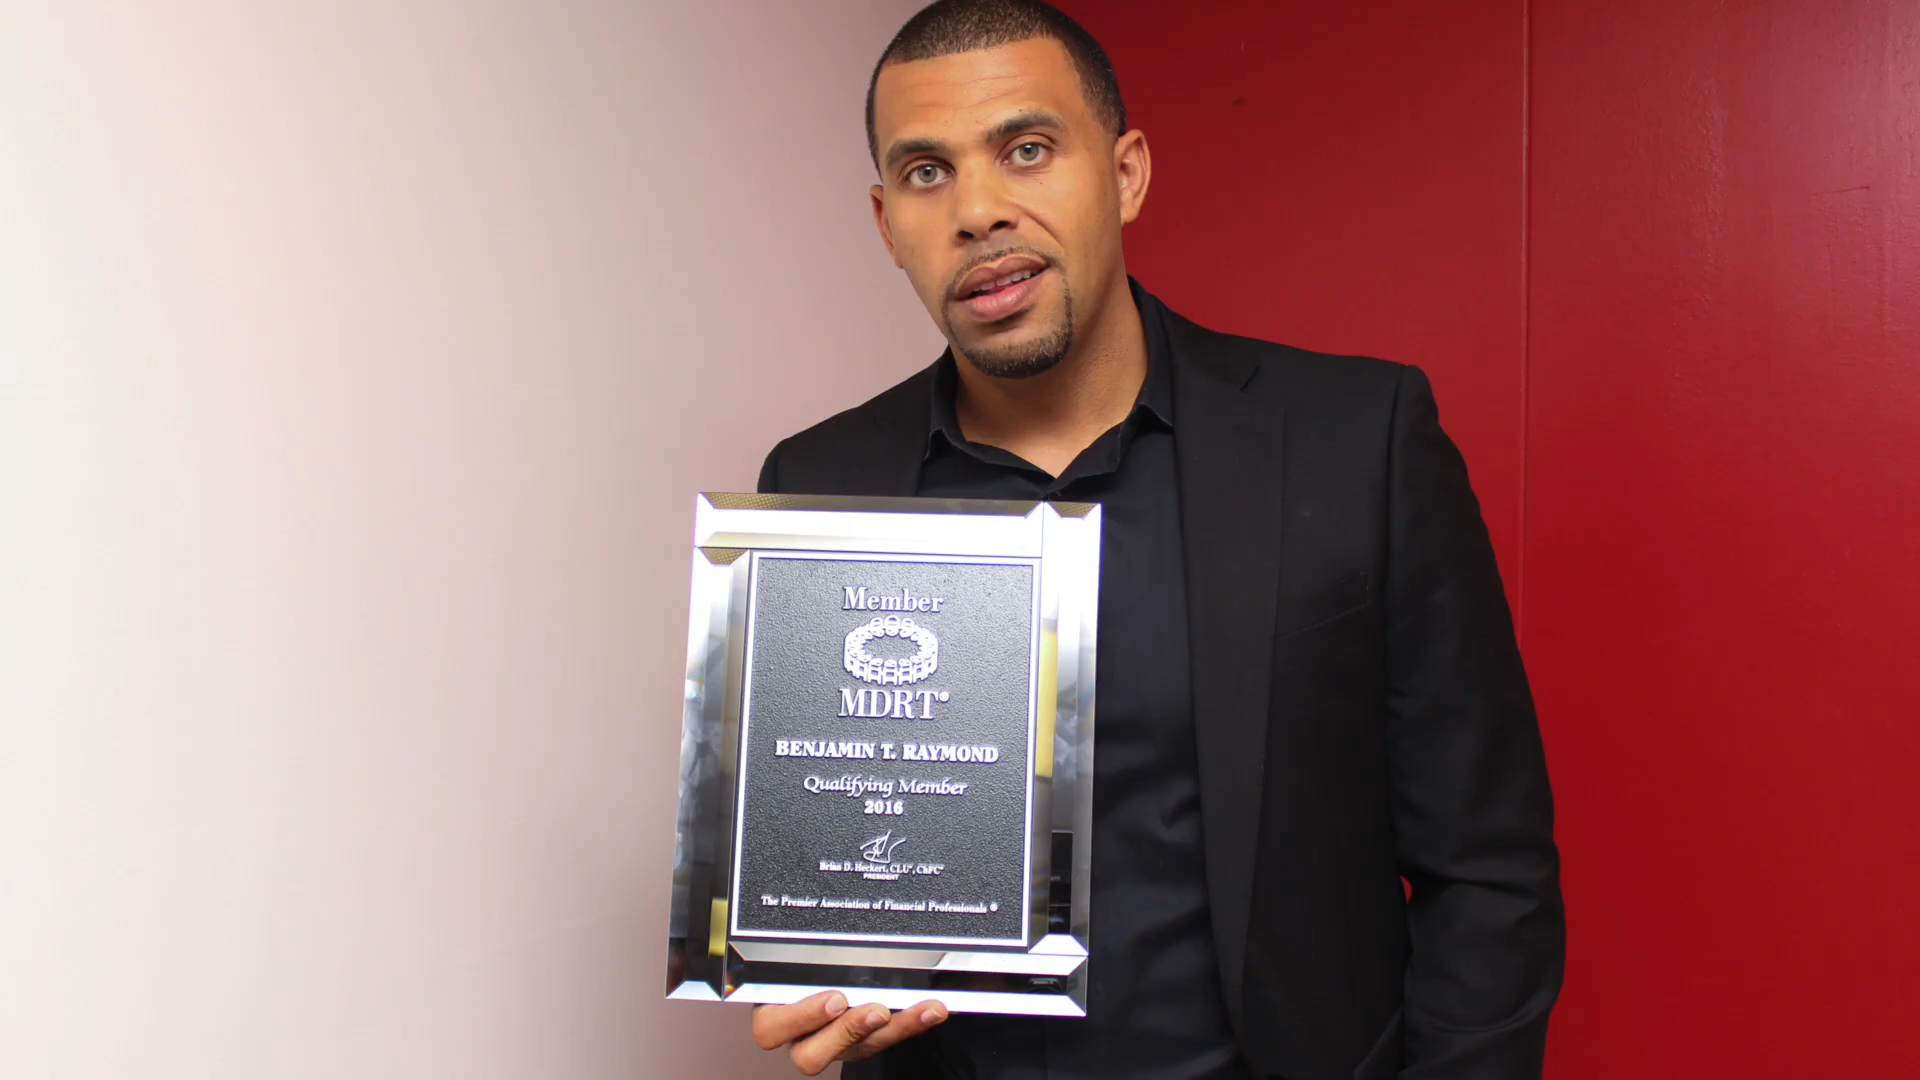 Member
MDRT®
BENJAMIN T. RAYMOND
Qualifying Member
2016
Brian D. Heckert, CLU®, ChFC®
PRESIDENT
The Premier Association of Financial Professionals ®